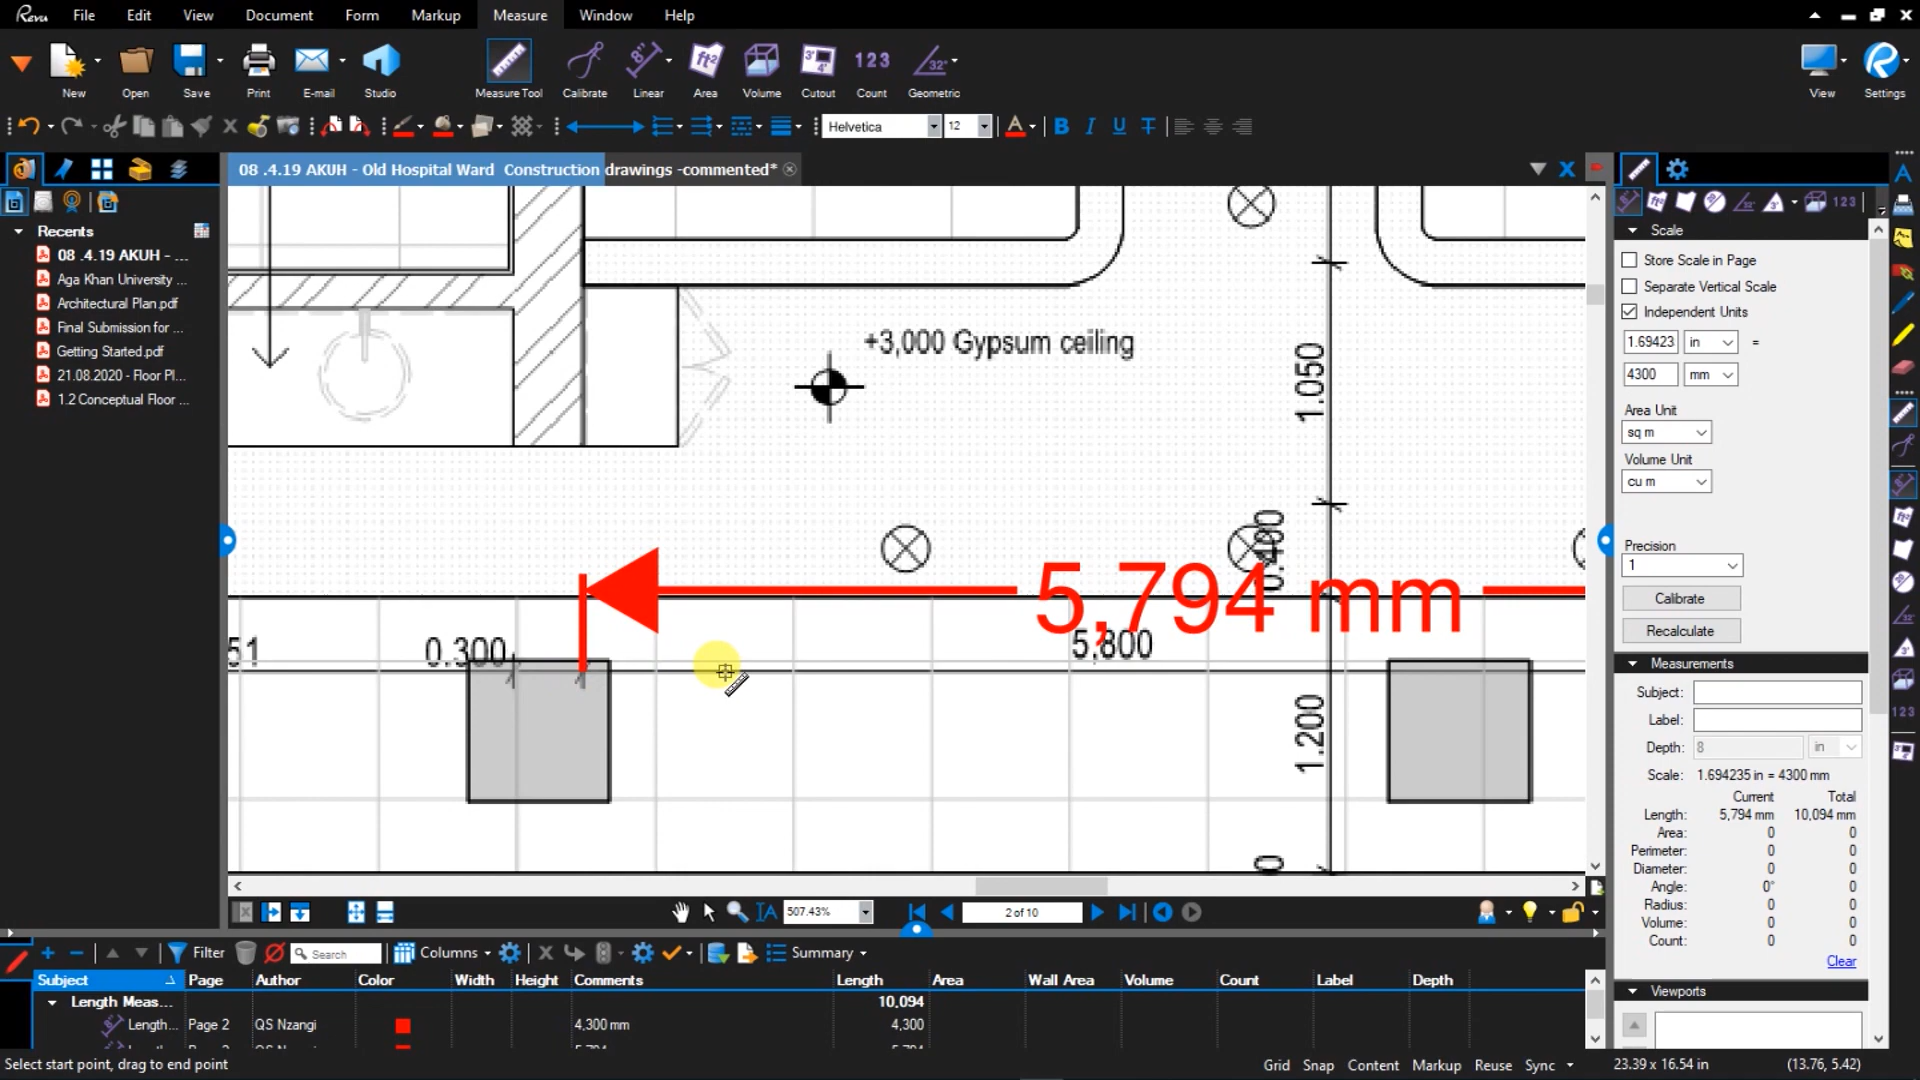 Revu File Edit View Document Form Markup Measure Window Help
New Open Save Print E-mail Studio Measure Tool Calibrate Linear Area Volume Cutout Count Geometric View Settings
Helvetica 12
08 .4.19 AKUH - Old Hospital Ward Construction drawings -commented*
Recents
08 .4.19 AKUH - ...
Aga Khan University ...
Architectural Plan.pdf
Final Submission for ...
Getting Started.pdf
21.08.2020 - Floor Pl...
1.2 Conceptual Floor ...
+3,000 Gypsum ceiling
1.050
0.400
5,794 mm
51
0.300
5,800
1.200
0
Scale
Store Scale in Page
Separate Vertical Scale
Independent Units
1.69423 in =
4300 mm
Area Unit
sq m
Volume Unit
cu m
Precision
1
Calibrate
Recalculate
Measurements
Subject:
Label:
Depth: 8 in
Scale: 1.694235 in = 4300 mm
Current Total
Length: 5,794 mm 10,094 mm
Area: 0 0
Perimeter: 0 0
Diameter: 0 0
Angle: 0° 0
Radius: 0 0
Volume: 0 0
Count: 0 0
Clear
Viewports
507.43% 2 of 10
Filter Search Columns Summary
Subject Page Author Color Width Height Comments Length Area Wall Area Volume Count Label Depth
Length Meas... 10,094
Length... Page 2 QS Nzangi 4,300 mm 4,300
Select start point, drag to end point Grid Snap Content Markup Reuse Sync 23.39 x 16.54 in (13.76, 5.42)